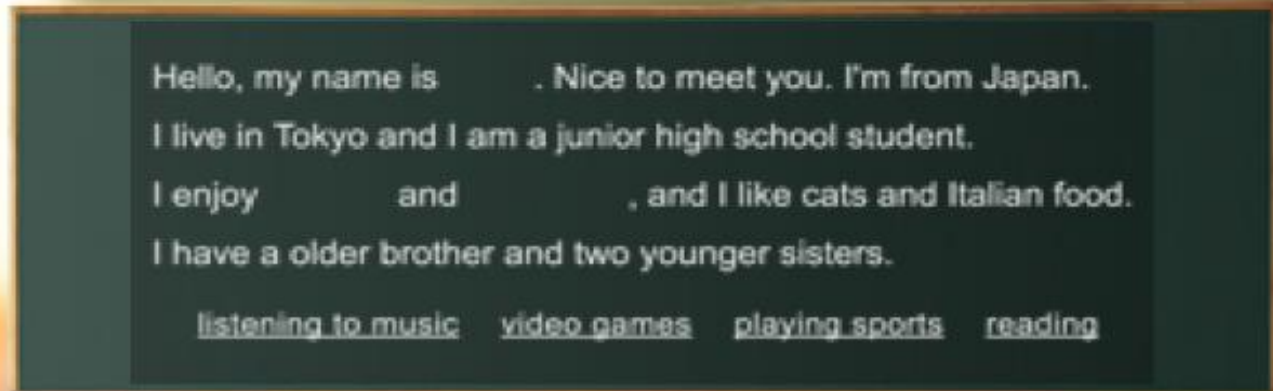 Hello, my name is . Nice to meet you. I'm from Japan.
I live in Tokyo and I am a junior high school student.
I enjoy and , and I like cats and Italian food.
I have a older brother and two younger sisters.
listening to music video games playing sports reading